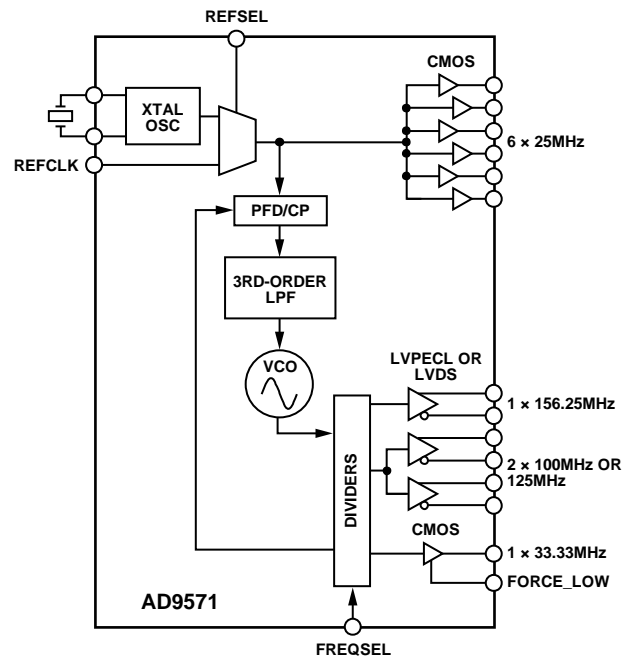 REFSEL
CMOS
XTAL
OSC
6 × 25MHz
REFCLK
PFD/CP
3RD-ORDER
LPF
VCO
LVPECL OR
LVDS
1 × 156.25MHz
2 × 100MHz OR
125MHz
DIVIDERS
CMOS
1 × 33.33MHz
FORCE_LOW
AD9571
FREQSEL